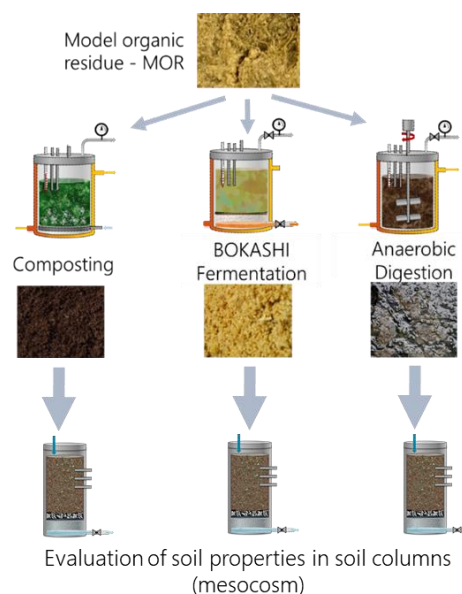 Model organic
residue - MOR
Composting
BOKASHI
Fermentation
Anaerobic
Digestion
Evaluation of soil properties in soil columns
(mesocosm)